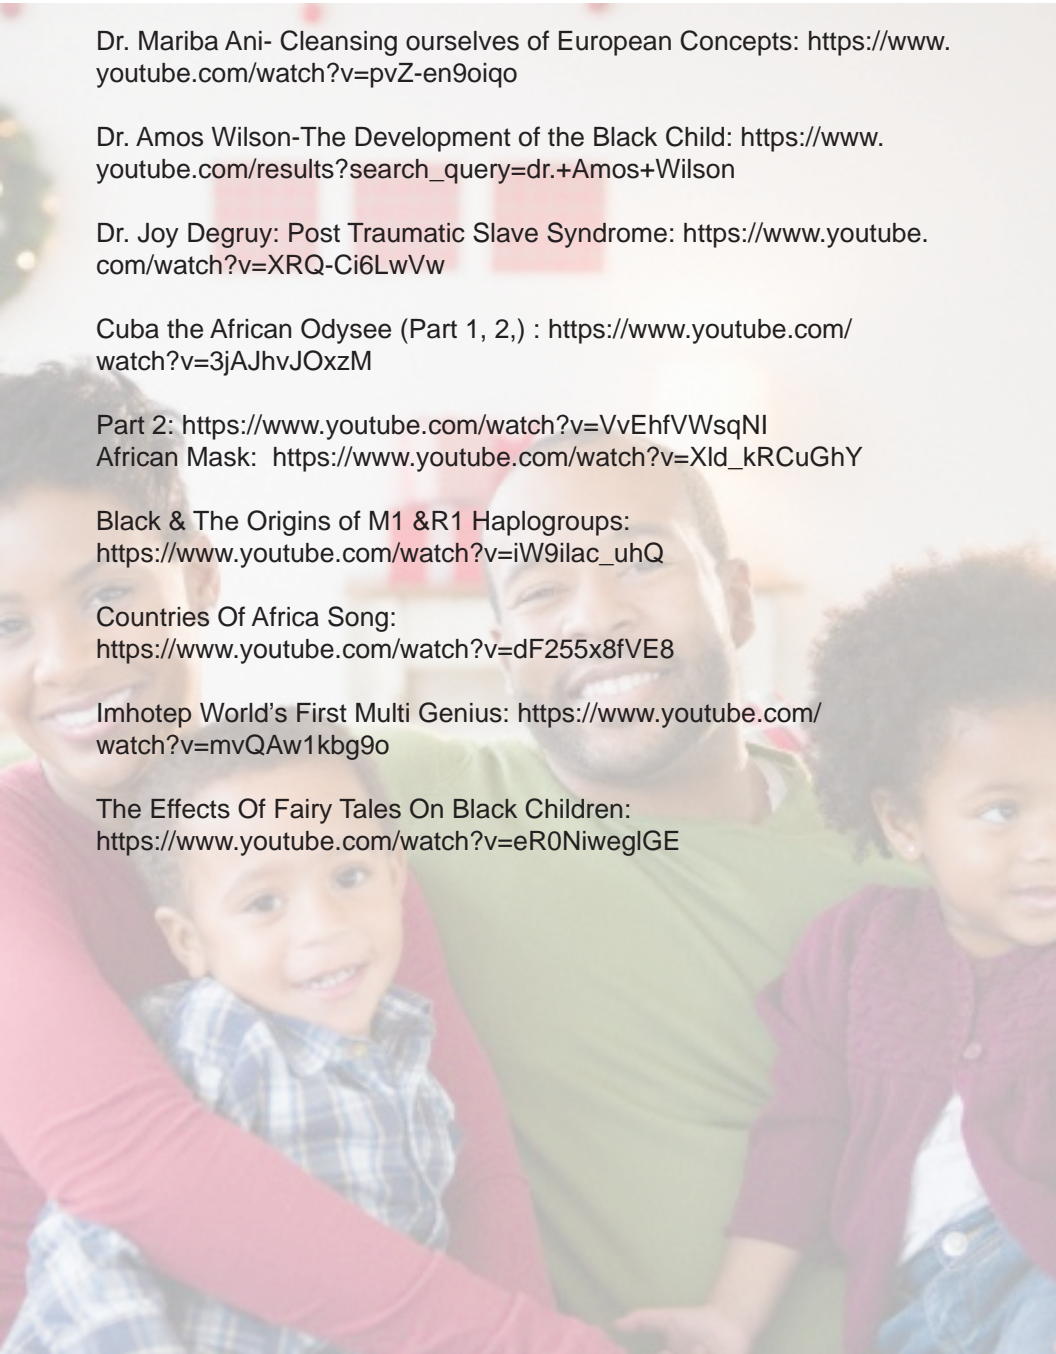 Dr. Mariba Ani- Cleansing ourselves of European Concepts: https://www.
youtube.com/watch?v=pvZ-en9oiqo
Dr. Amos Wilson-The Development of the Black Child: https://www.
youtube.com/results?search_query=dr.+Amos+Wilson
Dr. Joy Degruy: Post Traumatic Slave Syndrome: https://www.youtube.
com/watch?v=XRQ-Ci6LwVw
Cuba the African Odysee (Part 1, 2,) : https://www.youtube.com/
watch?v=3jAJhvJOxzM
Part 2: https://www.youtube.com/watch?v=VvEhfVWsqNI
African Mask:  https://www.youtube.com/watch?v=Xld_kRCuGhY
Black & The Origins of M1 &R1 Haplogroups:
https://www.youtube.com/watch?v=iW9ilac_uhQ
Countries Of Africa Song:
https://www.youtube.com/watch?v=dF255x8fVE8
Imhotep World's First Multi Genius: https://www.youtube.com/
watch?v=mvQAw1kbg9o
The Effects Of Fairy Tales On Black Children:
https://www.youtube.com/watch?v=eR0NiweglGE